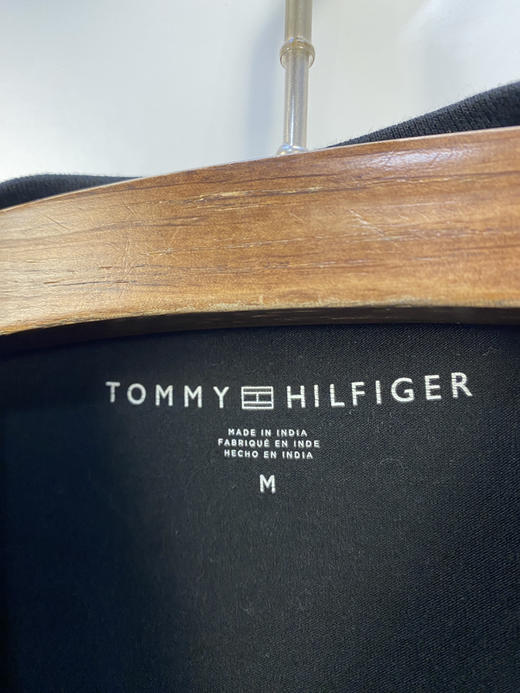 TOMMY HILFIGER
MADE IN INDIA
FABRIQUÉ EN INDE
HECHO EN INDIA
M